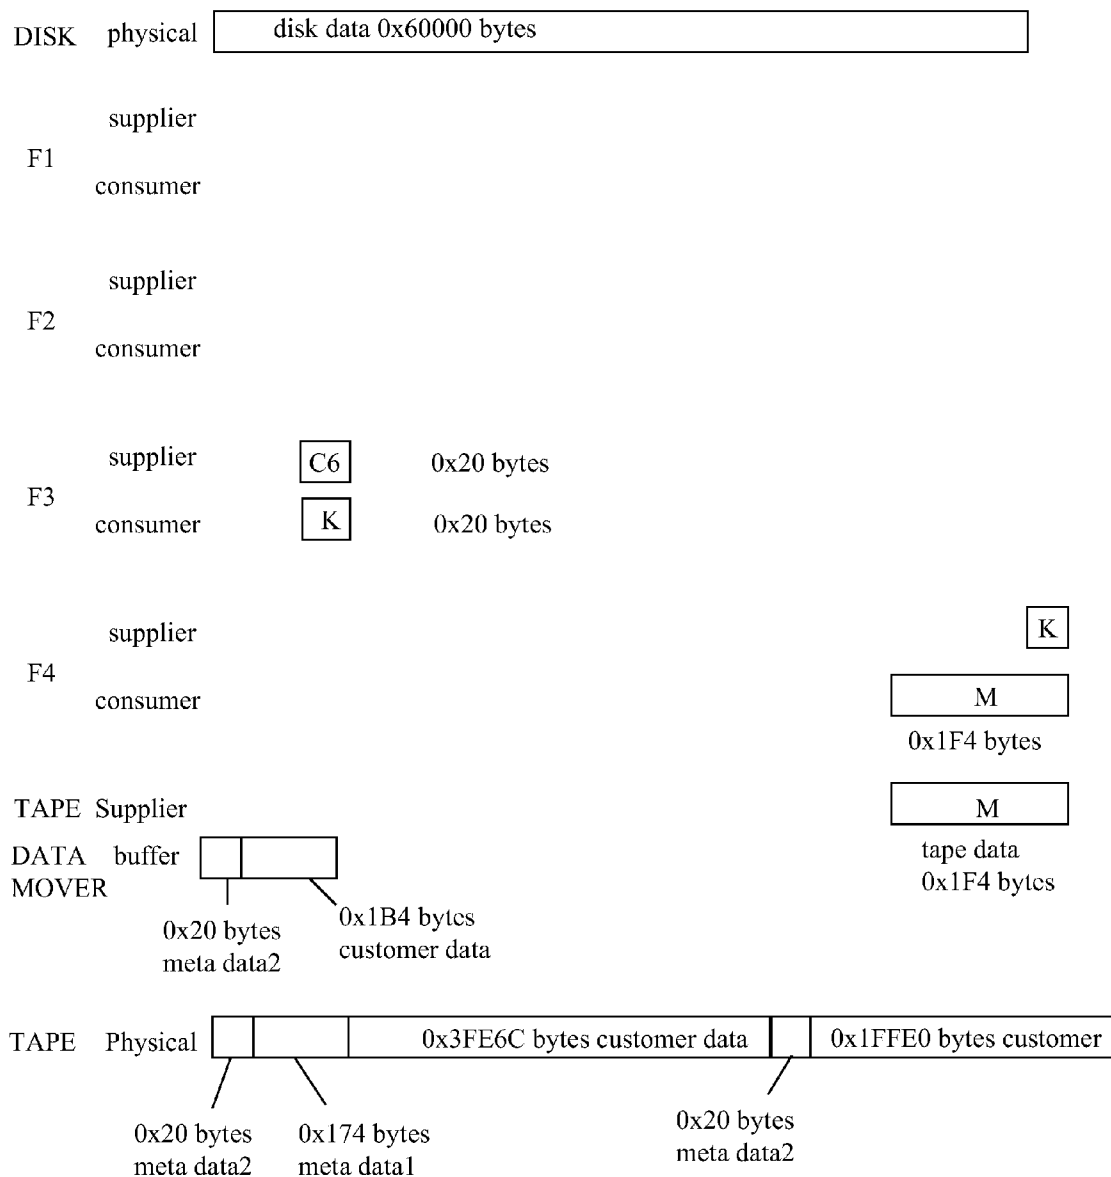 DISK physical disk data 0x60000 bytes
supplier
F1
consumer
supplier
F2
consumer
supplier C6 0x20 bytes
F3
consumer K 0x20 bytes
supplier K
F4
consumer M
0x1F4 bytes
TAPE Supplier M
DATA buffer tape data
MOVER 0x1F4 bytes
0x20 bytes 0x1B4 bytes
meta data2 customer data
TAPE Physical 0x3FE6C bytes customer data 0x1FFE0 bytes customer
0x20 bytes 0x174 bytes 0x20 bytes
meta data2 meta data1 meta data2